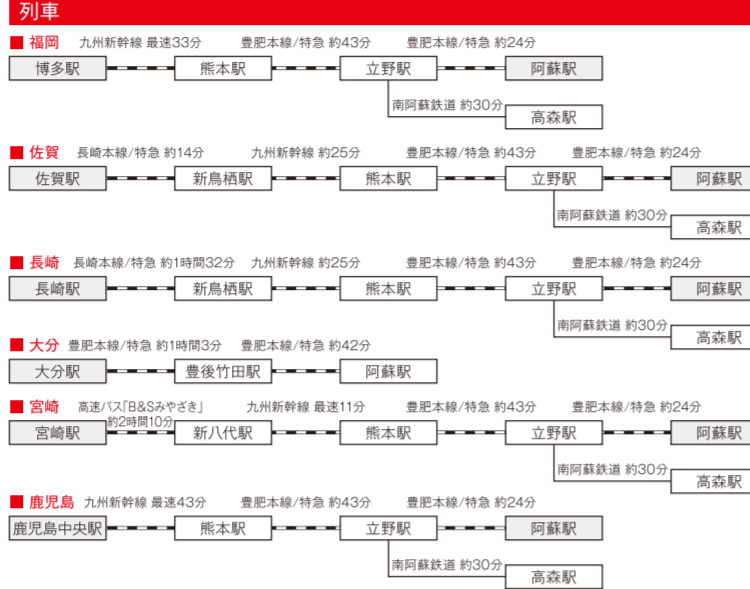 列車
■ 福岡 九州新幹線 最速33分 豊肥本線/特急 約43分 豊肥本線/特急 約24分
博多駅 熊本駅 立野駅 阿蘇駅
南阿蘇鉄道 約30分
高森駅
■ 佐賀 長崎本線/特急 約14分 九州新幹線 約25分 豊肥本線/特急 約43分 豊肥本線/特急 約24分
佐賀駅 新鳥栖駅 熊本駅 立野駅 阿蘇駅
南阿蘇鉄道 約30分
高森駅
■ 長崎 長崎本線/特急 約1時間32分 九州新幹線 約25分 豊肥本線/特急 約43分 豊肥本線/特急 約24分
長崎駅 新鳥栖駅 熊本駅 立野駅 阿蘇駅
南阿蘇鉄道 約30分
高森駅
■ 大分 豊肥本線/特急 約1時間3分 豊肥本線/特急 約42分
大分駅 豊後竹田駅 阿蘇駅
■ 宮崎 高速バス「B&Sみやざき」 九州新幹線 最速11分 豊肥本線/特急 約43分 豊肥本線/特急 約24分
約2時間10分
宮崎駅 新八代駅 熊本駅 立野駅 阿蘇駅
南阿蘇鉄道 約30分
高森駅
■ 鹿児島 九州新幹線 最速43分 豊肥本線/特急 約43分 豊肥本線/特急 約24分
鹿児島中央駅 熊本駅 立野駅 阿蘇駅
南阿蘇鉄道 約30分
高森駅